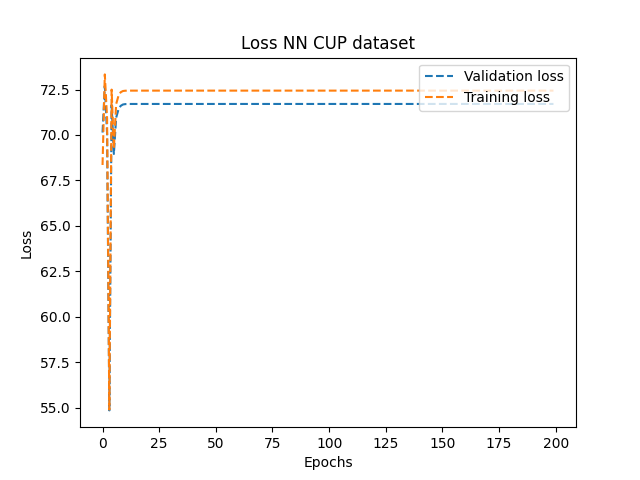 Loss NN CUP dataset
Validation loss
Training loss
72.5
70.0
67.5
65.0
62.5
60.0
57.5
55.0
Loss
0 25 50 75 100 125 150 175 200
Epochs